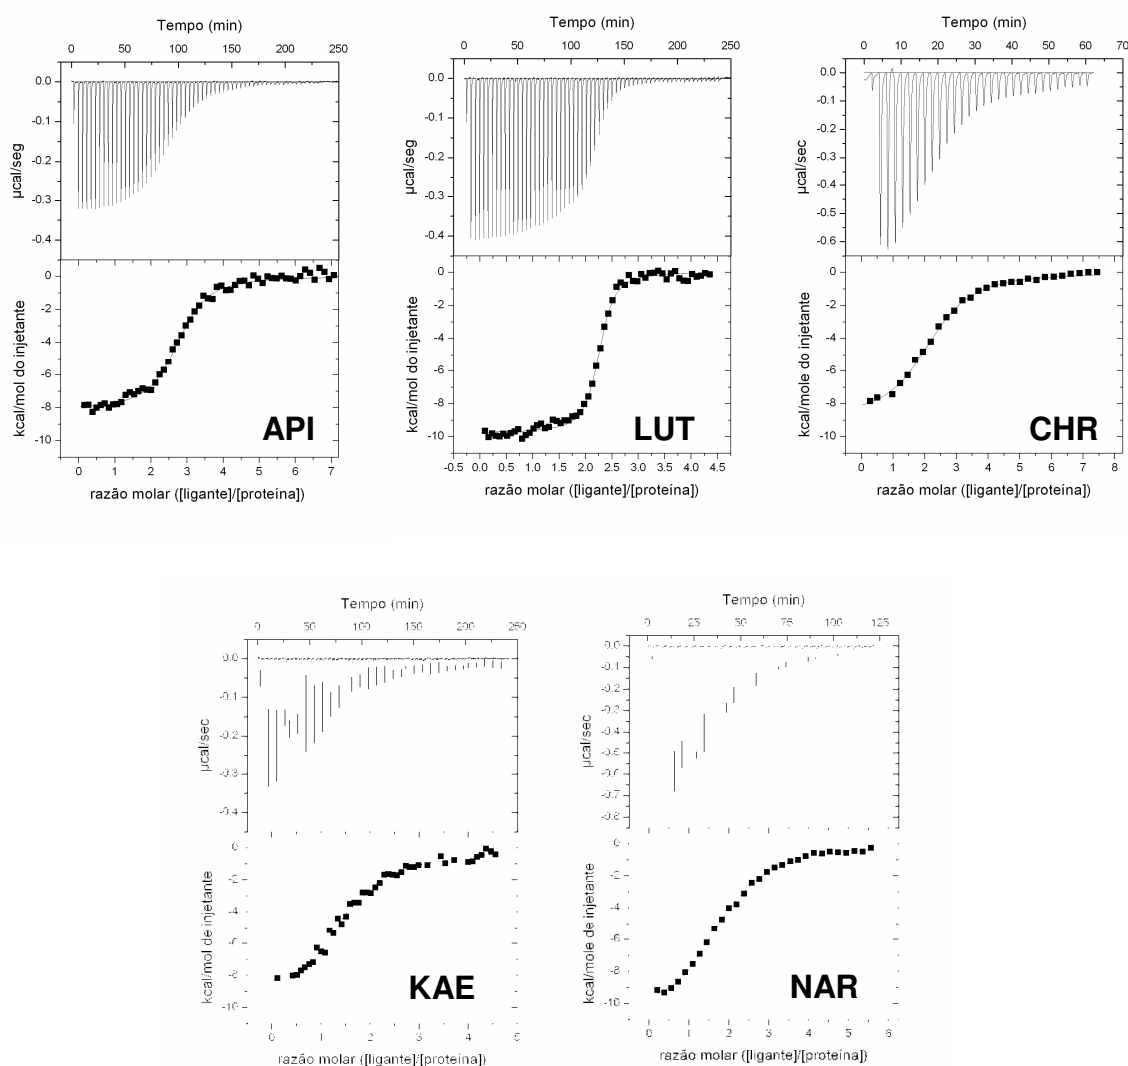 Tempo (min)
0 50 100 150 200 250
0.0
-0.1
-0.2
-0.3
-0.4
µcal/seg
0
-2
-4
-6
-8
-10
kcal/mol do injetante
API
0 1 2 3 4 5 6 7
razão molar ([ligante]/[proteína])
Tempo (min)
0 50 100 150 200 250
0.0
-0.1
-0.2
-0.3
-0.4
µcal/seg
0
-2
-4
-6
-8
-10
kcal/mol do injetante
LUT
-0.5 0.0 0.5 1.0 1.5 2.0 2.5 3.0 3.5 4.0 4.5
razão molar ([ligante]/[proteína])
Tempo (min)
0 10 20 30 40 50 60 70
0.0
-0.1
-0.2
-0.3
-0.4
-0.5
-0.6
µcal/sec
0
-2
-4
-6
-8
-10
kcal/mole do injetante
CHR
0 1 2 3 4 5 6 7 8
razão molar ([ligante]/[proteína])
Tempo (min)
0 50 100 150 200 250
0.0
-0.1
-0.2
-0.3
-0.4
µcal/sec
0
-2
-4
-6
-8
-10
kcal/mol de injetante
KAE
0 1 2 3 4 5
razão molar ([ligante]/[proteína])
Tempo (min)
0 25 50 75 100 125
0.0
-0.1
-0.2
-0.3
-0.4
-0.5
-0.6
-0.7
-0.8
µcal/sec
0
-2
-4
-6
-8
-10
kcal/mole de injetante
NAR
0 1 2 3 4 5 6
razão molar ([ligante]/[proteína])